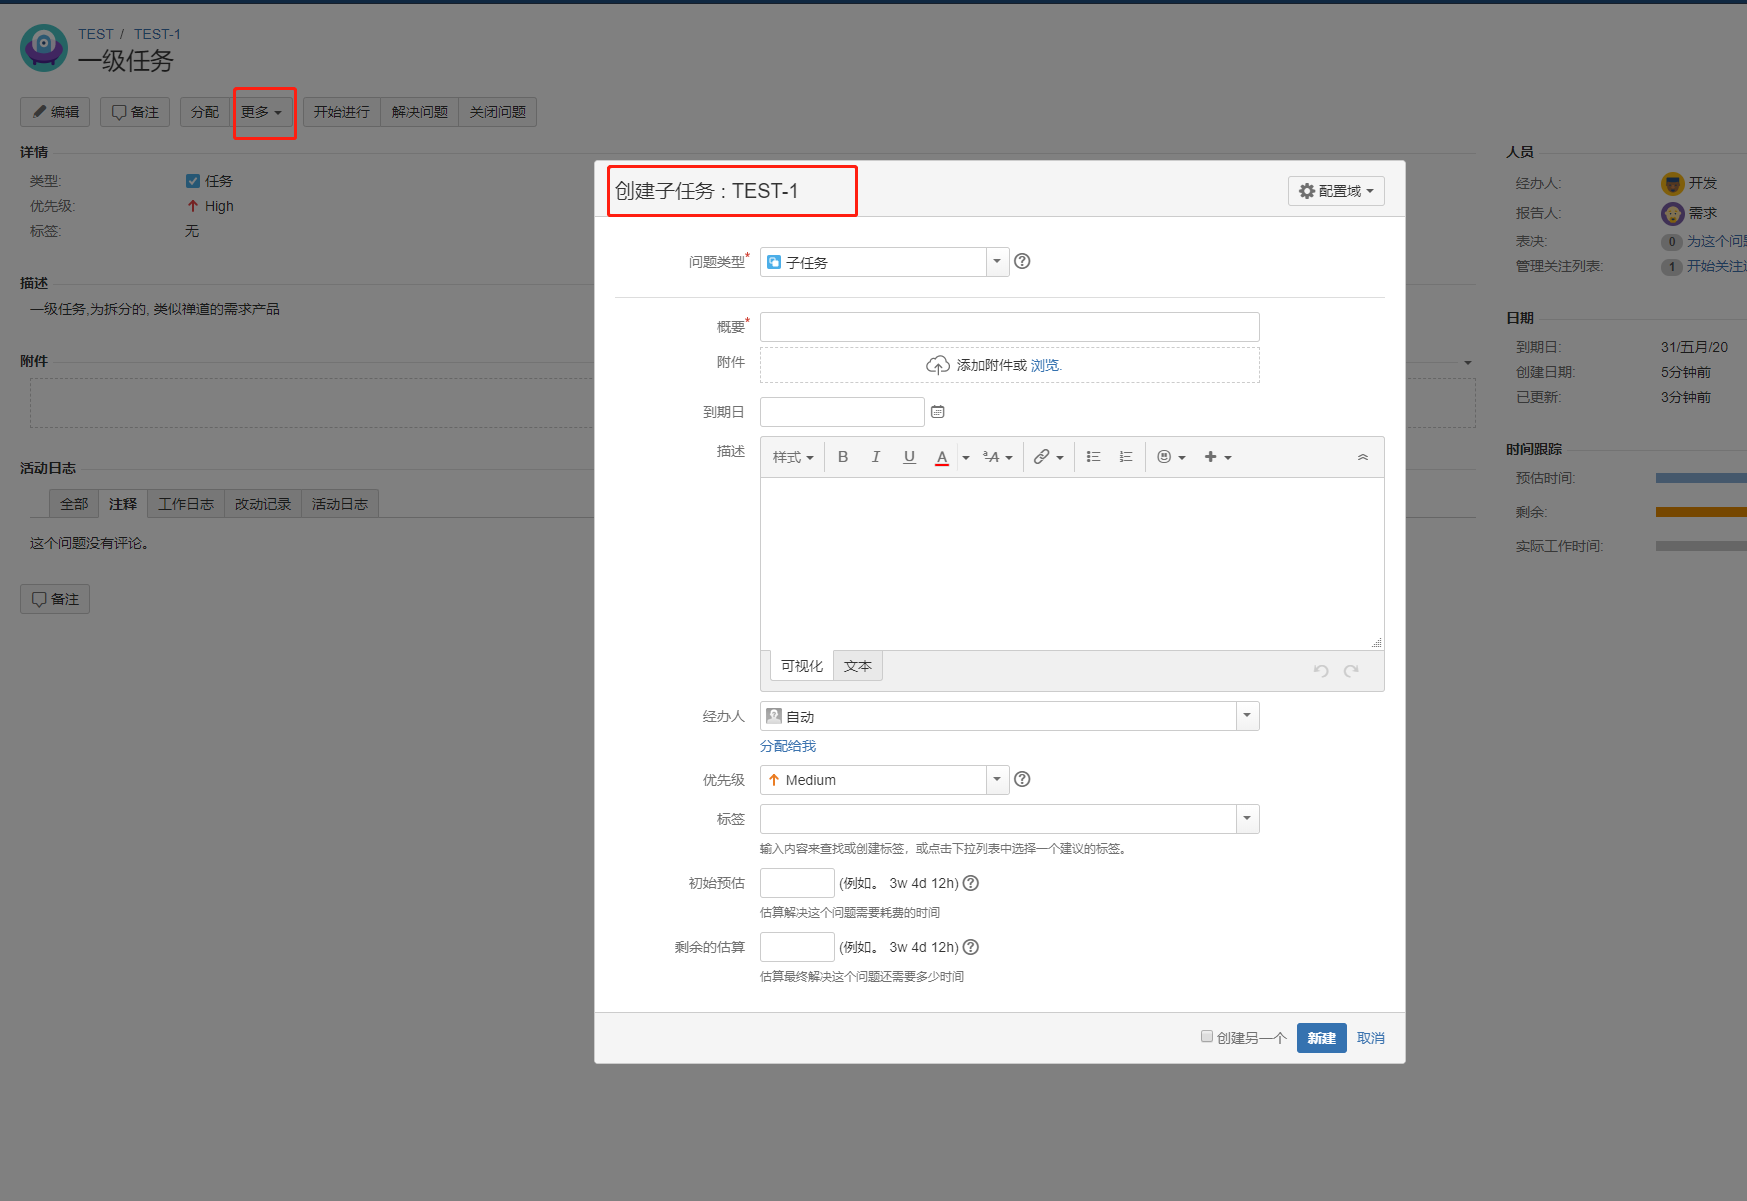 TEST / TEST-1
一级任务
编辑 备注 分配 更多 开始进行 解决问题 关闭问题
详情
类型: 任务
优先级: High
标签: 无
描述
一级任务,为拆分的, 类似禅道的需求产品
附件
活动日志
全部 注释 工作日志 改动记录 活动日志
这个问题没有评论。
备注
创建子任务 : TEST-1
配置域
问题类型* 子任务
概要*
附件 添加附件或 浏览.
到期日
描述 样式 B I U A ªA
可视化 文本
经办人 自动
分配给我
优先级 Medium
标签
输入内容来查找或创建标签，或点击下拉列表中选择一个建议的标签。
初始预估 (例如。 3w 4d 12h)
估算解决这个问题需要耗费的时间
剩余的估算 (例如。 3w 4d 12h)
估算最终解决这个问题还需要多少时间
创建另一个 新建 取消
人员
经办人: 开发
报告人: 需求
表决: 0 为这个问
管理关注列表: 1 开始关注
日期
到期日: 31/五月/20
创建日期: 5分钟前
已更新: 3分钟前
时间跟踪
预估时间:
剩余:
实际工作时间: